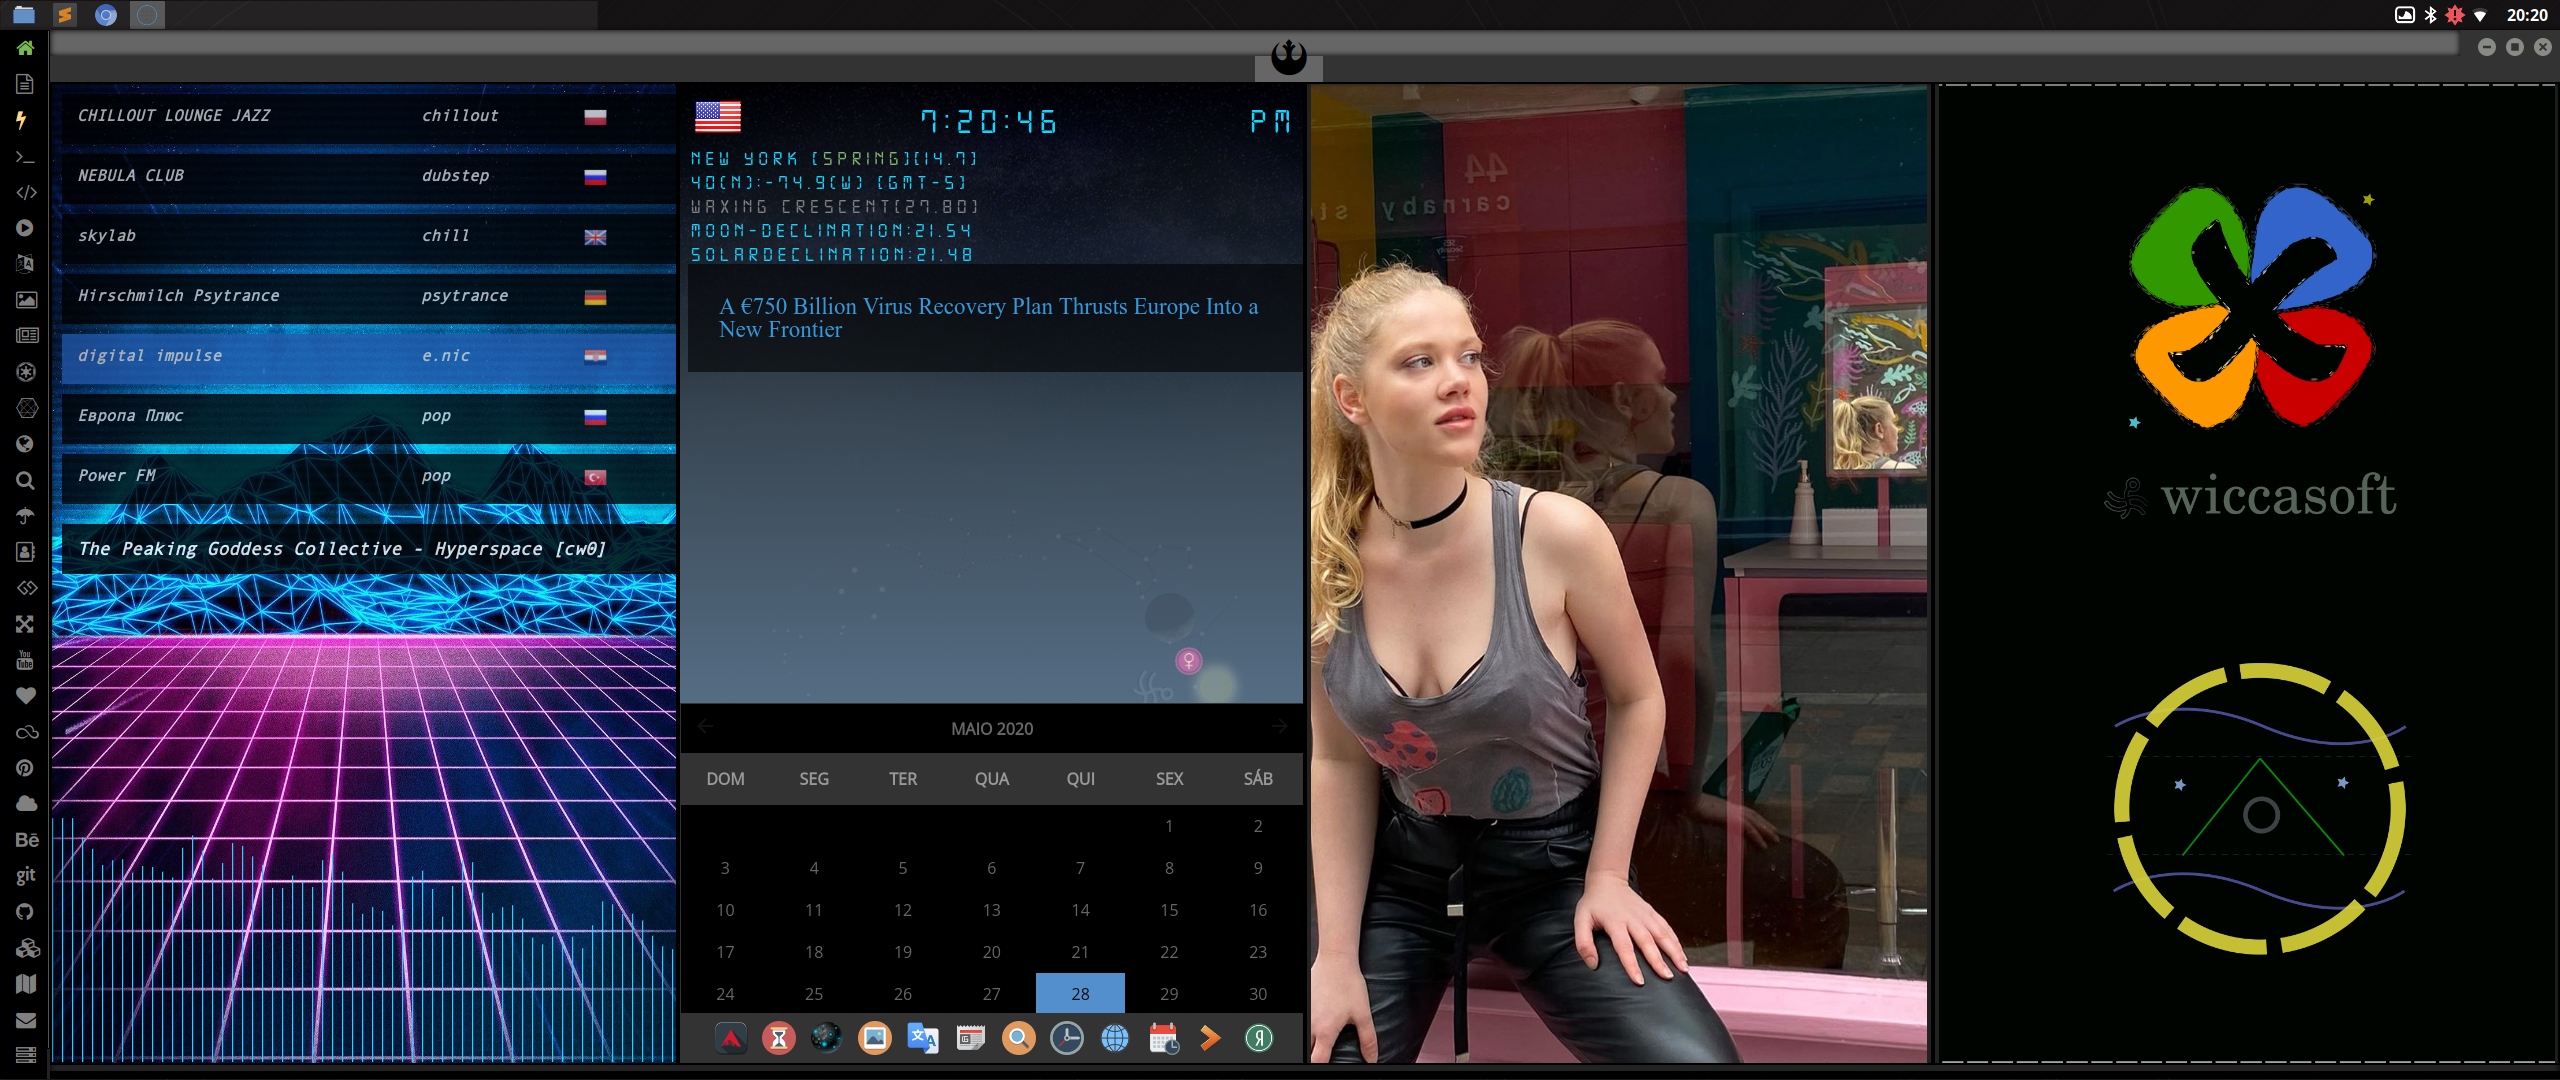 20:20
CHILLOUT LOUNGE JAZZ chillout
NEBULA CLUB dubstep
skylab chill
Hirschmilch Psytrance psytrance
digital impulse e.nic
Европа Плюс pop
Power FM pop
The Peaking Goddess Collective - Hyperspace [cw0]
You
Tube
Bē
git
7:20:46 PM
NEW YORK [SPRING][14.7]
40(N):-74.9(W) [GMT-5]
WAXING CRESCENT[27.80]
MOON-DECLINATION:21.54
SOLARDECLINATION:21.48
A €750 Billion Virus Recovery Plan Thrusts Europe Into a
New Frontier
MAIO 2020
DOM SEG TER QUA QUI SEX SÁB
1 2
3 4 5 6 7 8 9
10 11 12 13 14 15 16
17 18 19 20 21 22 23
24 25 26 27 28 29 30
44
carnaby st
wiccasoft